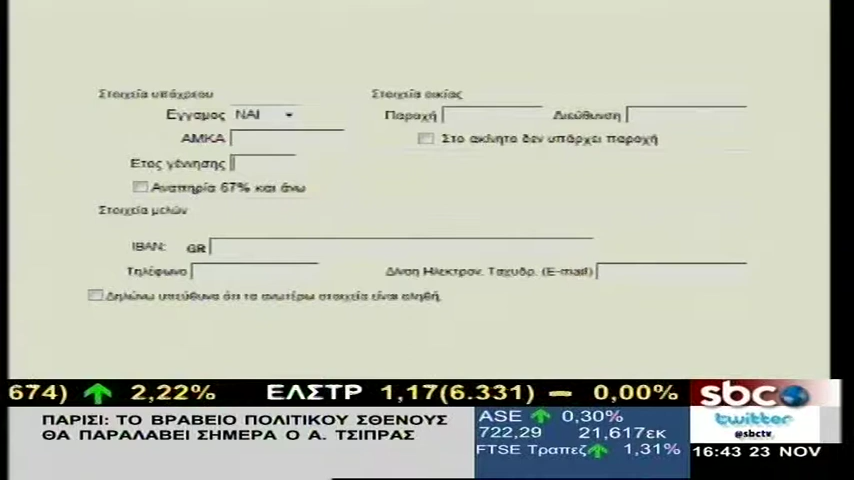 Στοιχεία υπόχρεου
Στοιχεία οικίας
Εγγαμος ΝΑΙ
Παροχή
Διεύθυνση
ΑΜΚΑ
Στο ακίνητο δεν υπάρχει παροχή
Ετος γέννησης
Αναπηρία 67% και άνω
Στοιχεία μελών
IBAN: GR
Τηλέφωνο
Δ/νση Ηλεκτρον. Ταχυδρ. (E-mail)
Δηλώνω υπεύθυνα ότι τα ανωτέρω στοιχεία είναι αληθή.
674) 2,22% ΕΛΣΤΡ 1,17(6.331) 0,00%
sbc
ΠΑΡΙΣΙ: ΤΟ ΒΡΑΒΕΙΟ ΠΟΛΙΤΙΚΟΥ ΣΘΕΝΟΥΣ
ΘΑ ΠΑΡΑΛΑΒΕΙ ΣΗΜΕΡΑ Ο Α. ΤΣΙΠΡΑΣ
ASE 0,30%
722,29 21,617εκ
FTSE Τραπεζ 1,31%
twitter
@sbctv
16:43 23 NOV